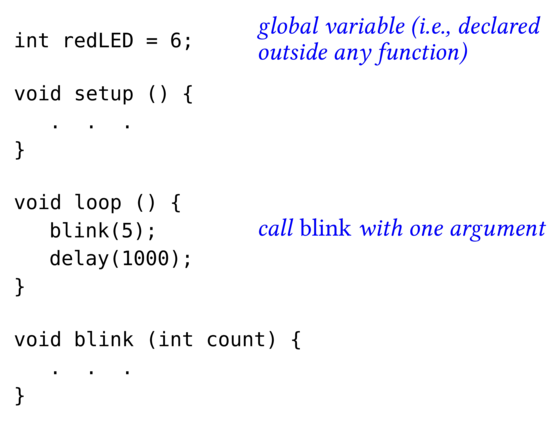 int redLED = 6;
global variable (i.e., declared
outside any function)
void setup () {
. . .
}
void loop () {
blink(5);
call blink with one argument
delay(1000);
}
void blink (int count) {
. . .
}